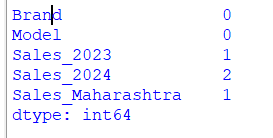 Brand 0
Model 0
Sales_2023 1
Sales_2024 2
Sales_Maharashtra 1
dtype: int64